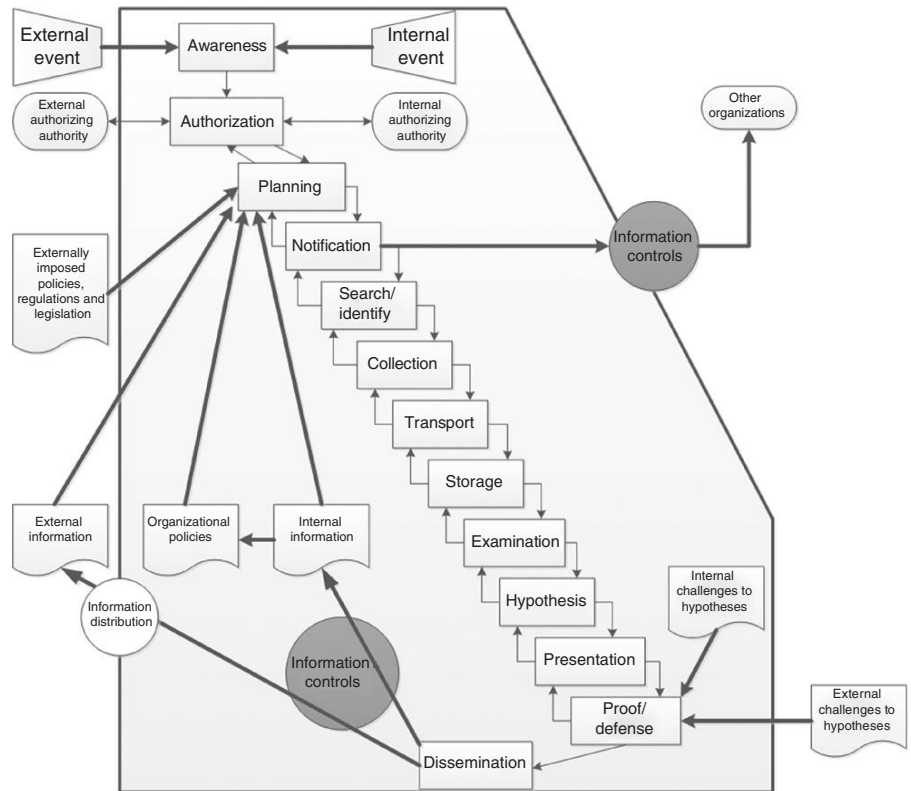 External
event
Awareness
Internal
event
External
authorizing
authority
Authorization
Internal
authorizing
authority
Other
organizations
Planning
Externally
imposed
policies,
regulations and
legislation
Notification
Information
controls
Search/
identify
Collection
Transport
Storage
External
information
Organizational
policies
Internal
information
Examination
Internal
challenges to
hypotheses
Hypothesis
Information
distribution
Information
controls
Presentation
Proof/
defense
External
challenges to
hypotheses
Dissemination